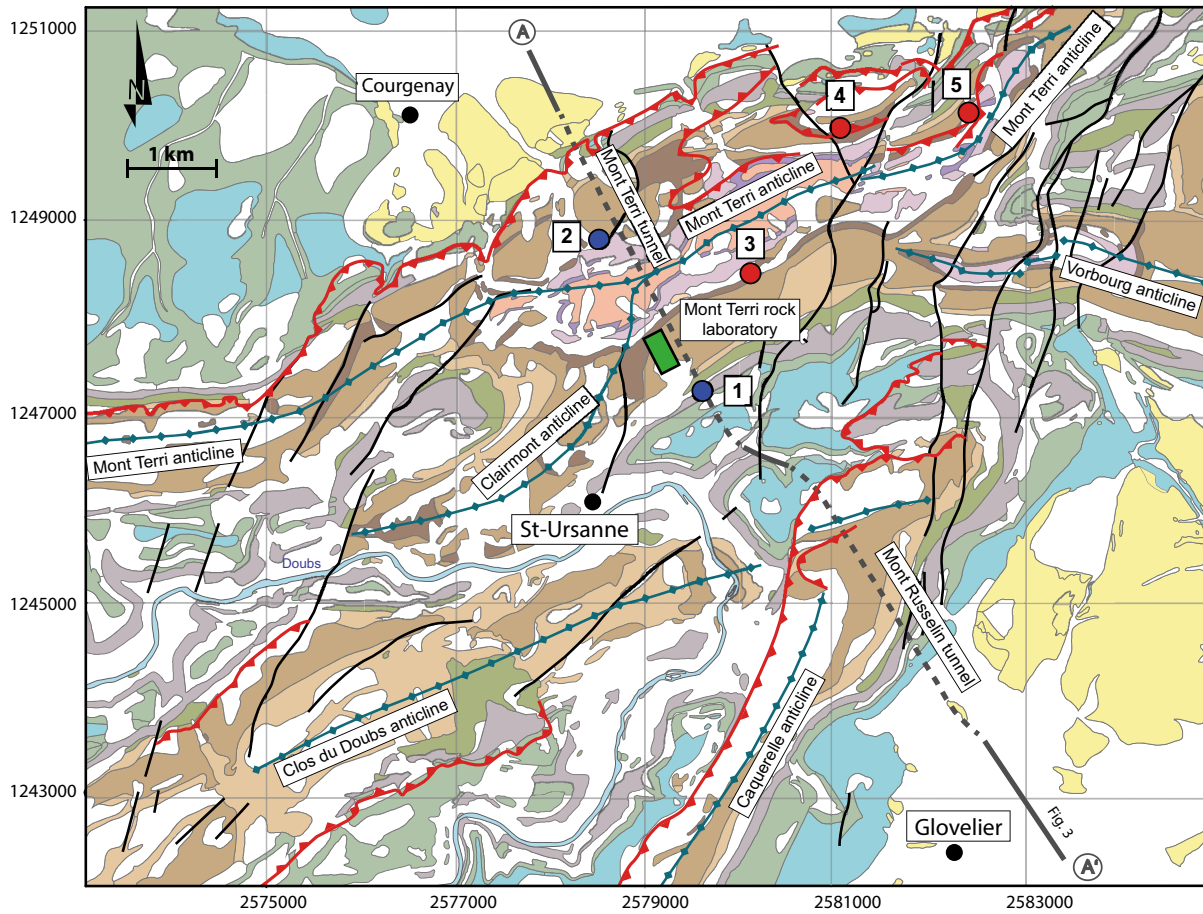 1251000
A
Mont Terri anticline
Courgenay
4
5
N
1 km
Mont Terri tunnel
Mont Terri anticline
1249000
2
3
Vorbourg anticline
Mont Terri rock
laboratory
1
1247000
Mont Terri anticline
Clairmont anticline
St-Ursanne
Doubs
Mont Russelin tunnel
1245000
Clos du Doubs anticline
Caquerelle anticline
1243000
Fig. 3
Glovelier
A'
2575000
2577000
2579000
2581000
2583000